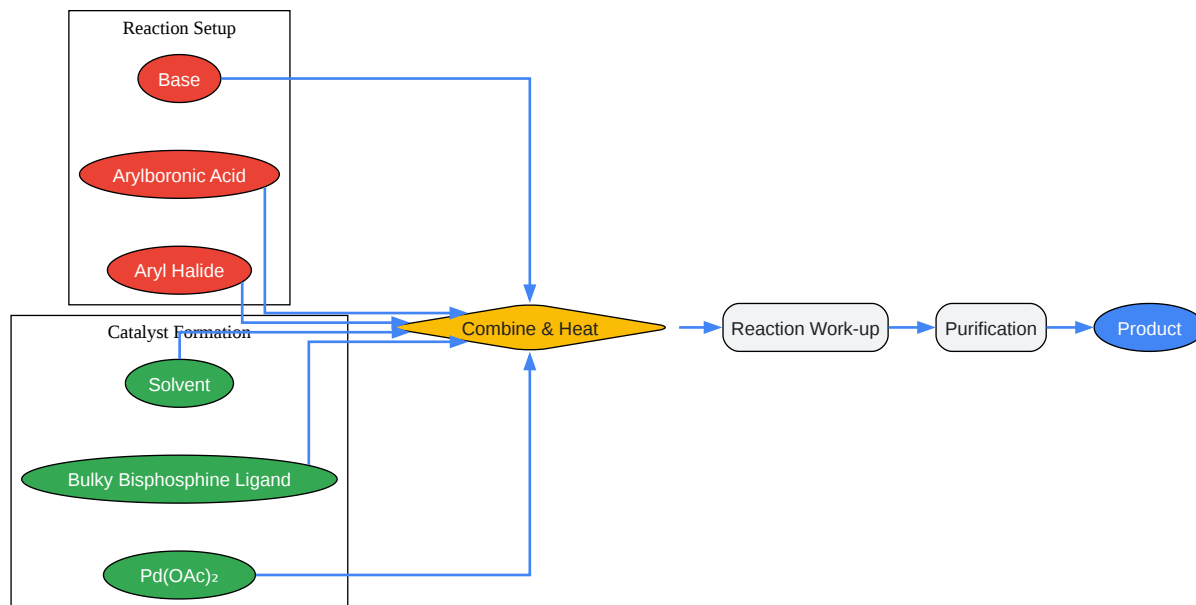 Reaction Setup
Base
Arylboronic Acid
Aryl Halide
Catalyst Formation
Solvent
Bulky Bisphosphine Ligand
Pd(OAc)₂
Combine & Heat
Reaction Work-up
Purification
Product